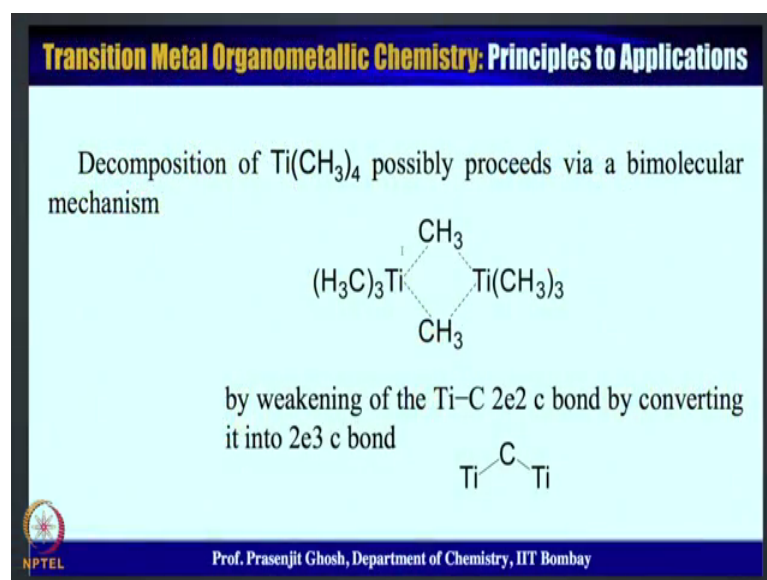 Transition Metal Organometallic Chemistry: Principles to Applications
Decomposition of Ti(CH₃)₄ possibly proceeds via a bimolecular
mechanism
CH₃
(H₃C)₃Ti Ti(CH₃)₃
CH₃
by weakening of the Ti–C 2e2 c bond by converting
it into 2e3 c bond
C
Ti Ti
NPTEL
Prof. Prasenjit Ghosh, Department of Chemistry, IIT Bombay